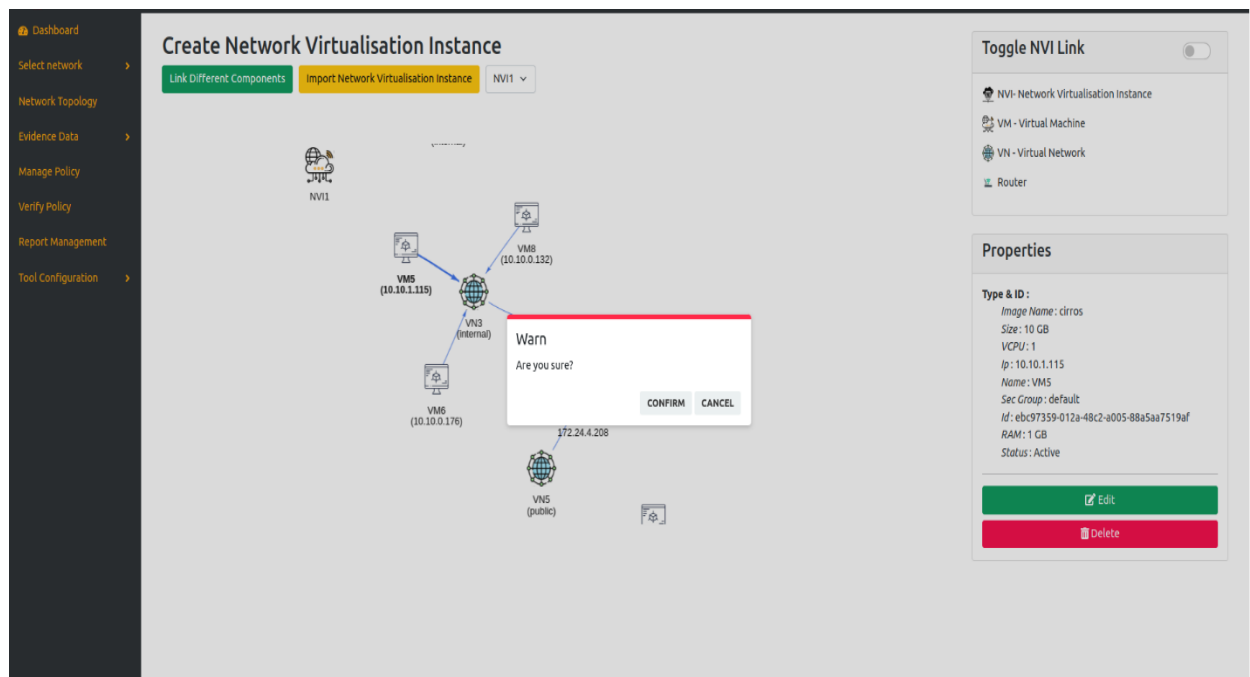 Dashboard
Select network
Network Topology
Evidence Data
Manage Policy
Verify Policy
Report Management
Tool Configuration
Create Network Virtualisation Instance
Link Different Components
Import Network Virtualisation Instance
NVI1
NVI1
VM8
(10.10.0.132)
VM5
(10.10.1.115)
VN3
(internal)
VM6
(10.10.0.176)
172.24.4.208
VN5
(public)
Warn
Are you sure?
CONFIRM CANCEL
Toggle NVI Link
NVI- Network Virtualisation Instance
VM - Virtual Machine
VN - Virtual Network
Router
Properties
Type & ID :
Image Name : cirros
Size : 10 GB
VCPU : 1
Ip : 10.10.1.115
Name : VM5
Sec Group : default
Id : ebc97359-012a-48c2-a005-88a5aa7519af
RAM : 1 GB
Status : Active
Edit
Delete